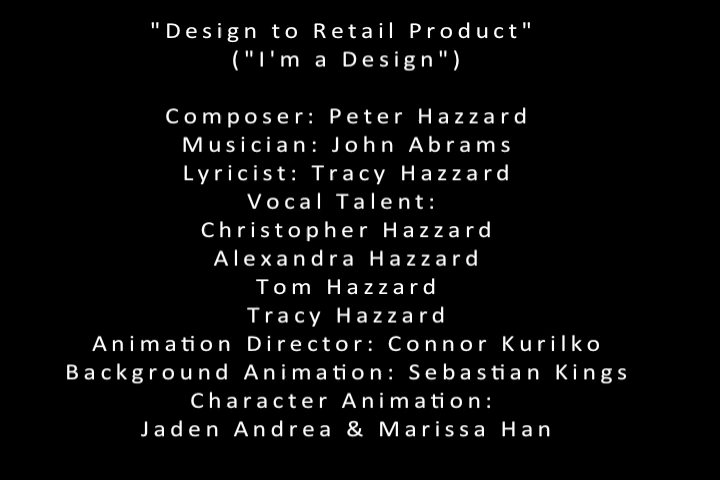 "Design to Retail Product"
("I'm a Design")
Composer: Peter Hazzard
Musician: John Abrams
Lyricist: Tracy Hazzard
Vocal Talent:
Christopher Hazzard
Alexandra Hazzard
Tom Hazzard
Tracy Hazzard
Animation Director: Connor Kurilko
Background Animation: Sebastian Kings
Character Animation:
Jaden Andrea & Marissa Han